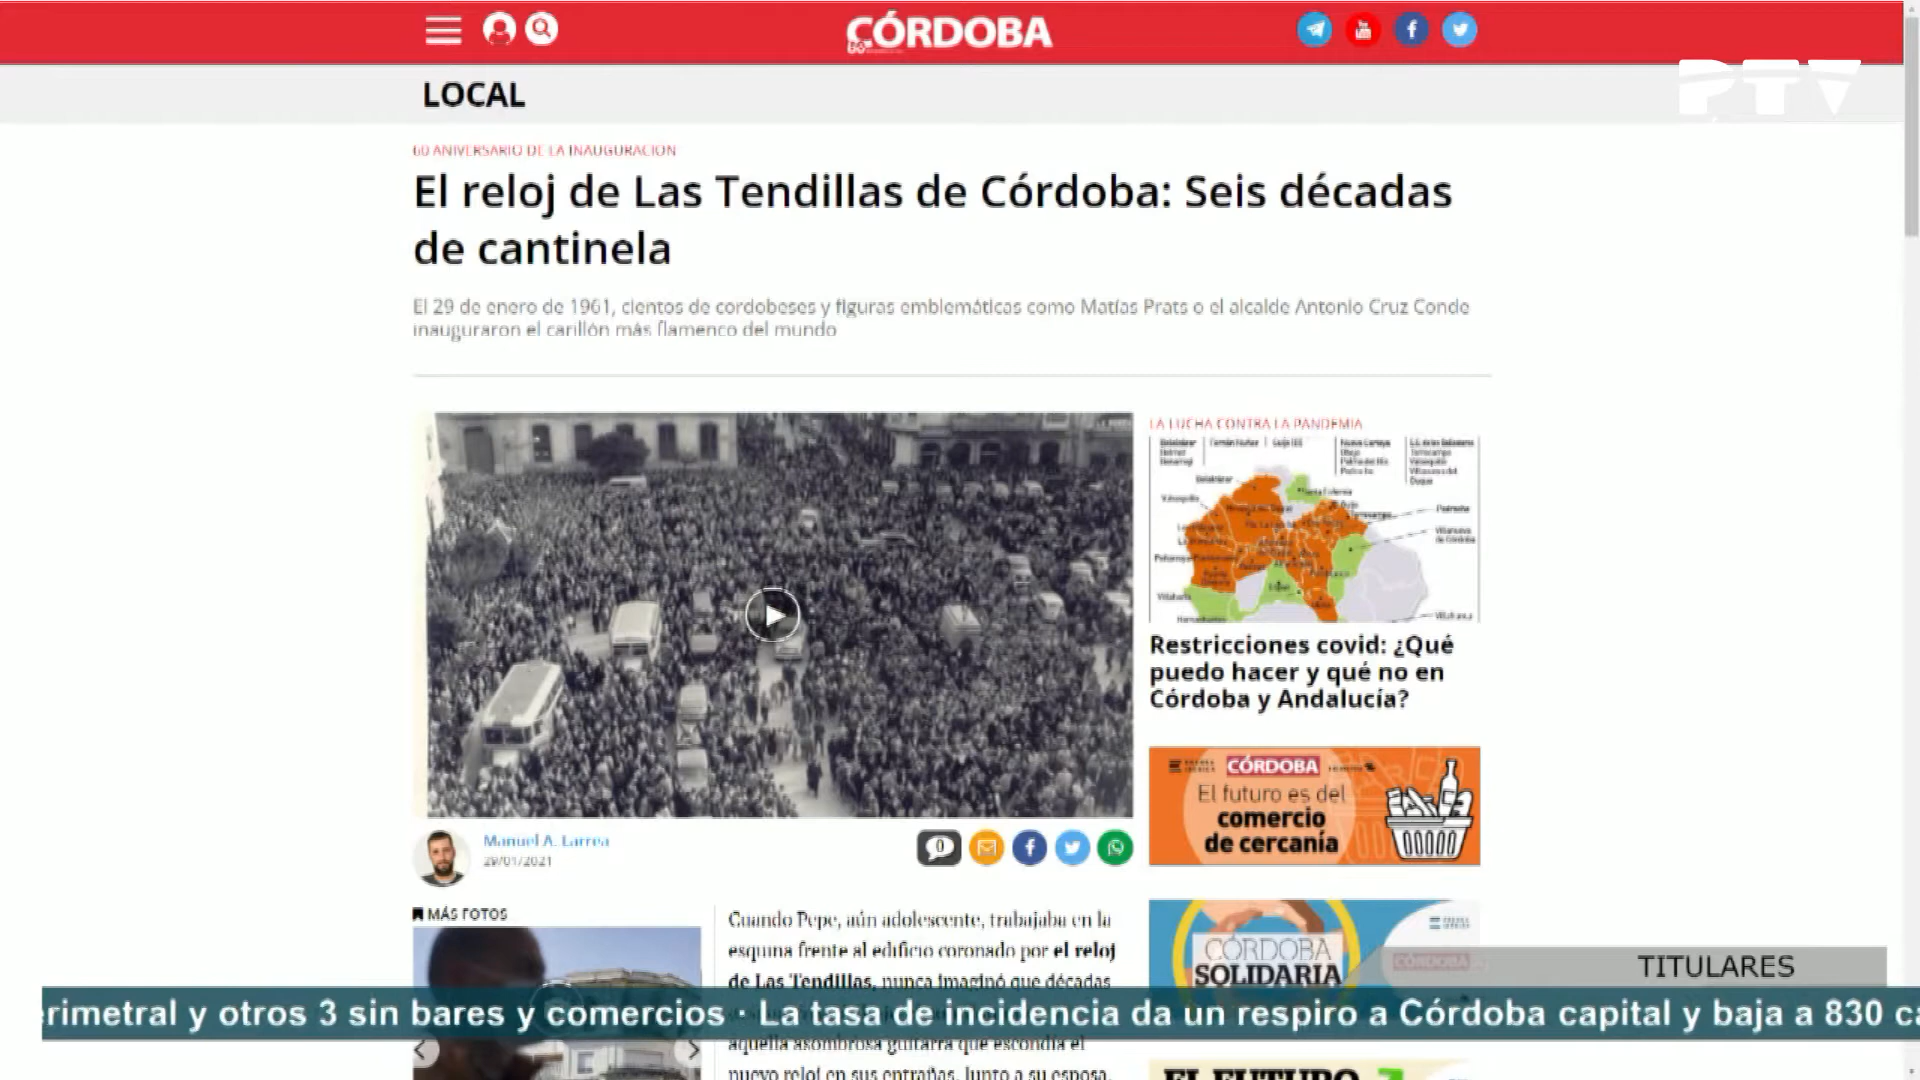 CÓRDOBA
PTV
LOCAL
60 ANIVERSARIO DE LA INAUGURACIÓN
El reloj de Las Tendillas de Córdoba: Seis décadas
de cantinela
El 29 de enero de 1961, cientos de cordobeses y figuras emblemáticas como Matías Prats o el alcalde Antonio Cruz Conde
inauguraron el carillón más flamenco del mundo
LA LUCHA CONTRA LA PANDEMIA
Restricciones covid: ¿Qué
puedo hacer y qué no en
Córdoba y Andalucía?
CÓRDOBA
El futuro es del
comercio
de cercanía
Manuel A. Larrea
29/01/2021
0
MÁS FOTOS
Cuando Pepe, aún adolescente, trabajaba en la
esquina frente al edificio coronado por el reloj
de Las Tendillas, nunca imaginó que décadas
aquella asombrosa guitarra que escondía el
nuevo reloj en sus entrañas. Junto a su esposa,
CÓRDOBA
SOLIDARIA
CÓRDOBA
TITULARES
erimetral y otros 3 sin bares y comercios · La tasa de incidencia da un respiro a Córdoba capital y baja a 830 ca
EL FUTURO